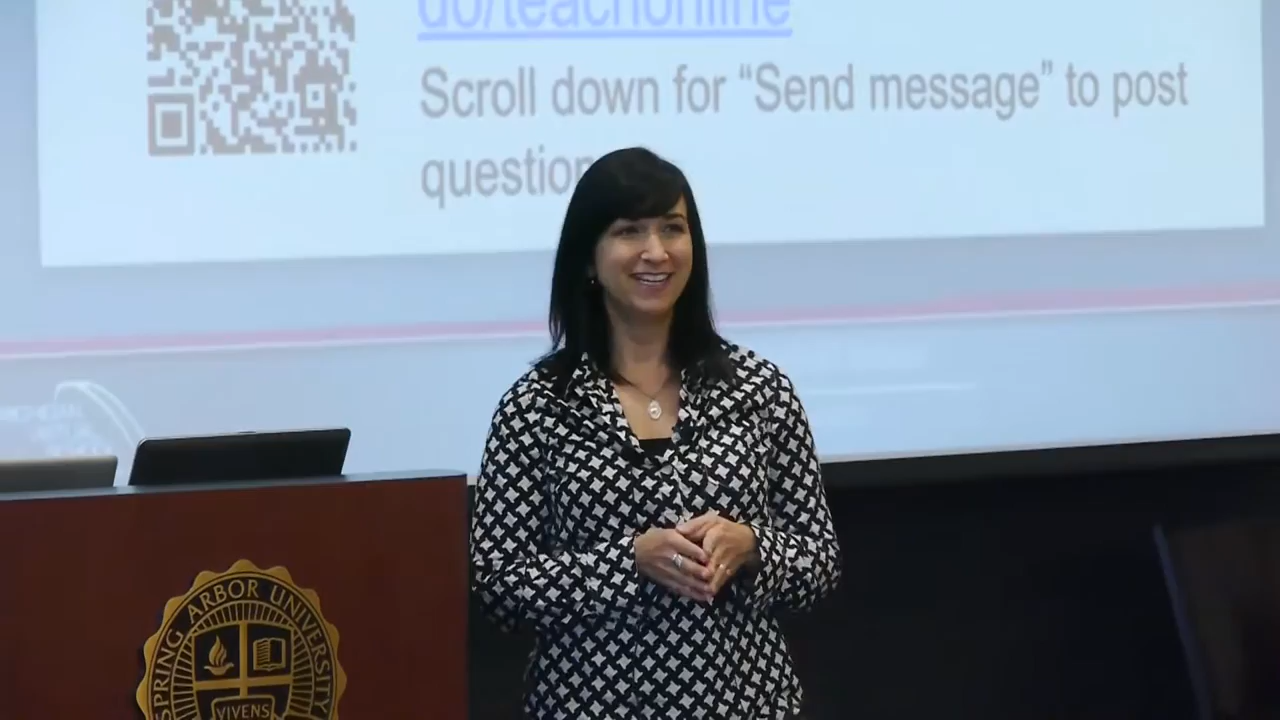 do/teachonline
Scroll down for “Send message” to post
question
SPRING ARBOR UNIVERSITY
VIVENS